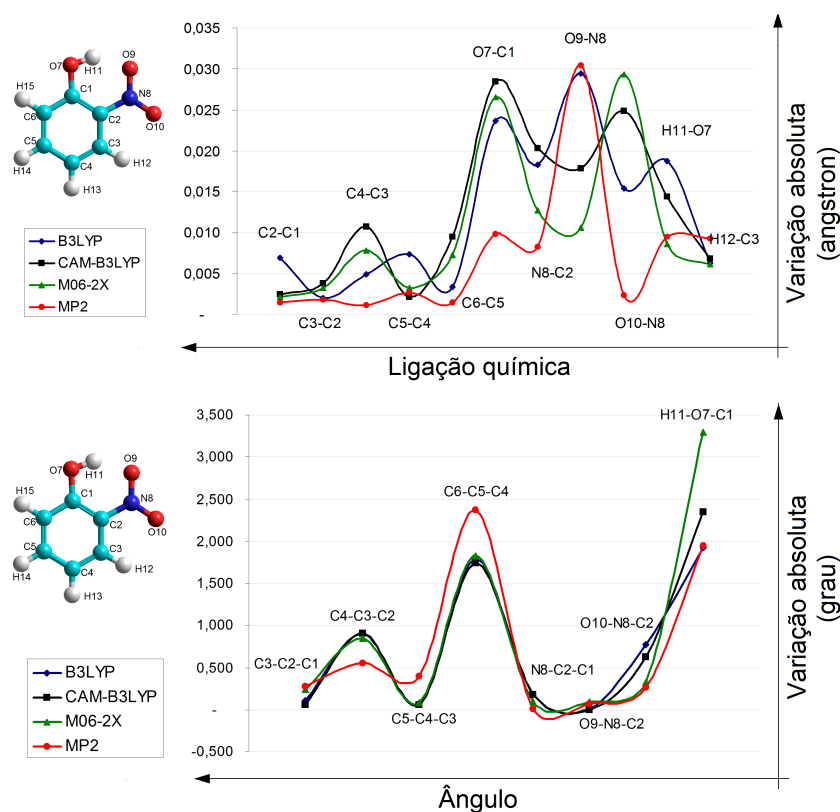 O9
O7
H11
H15
C1
N8
C2
C6
O10
C3
C5
C4
H12
H14
H13
B3LYP
CAM-B3LYP
M06-2X
MP2
0,035
0,030
0,025
0,020
0,015
0,010
0,005
-
C2-C1
C3-C2
C4-C3
C5-C4
C6-C5
O7-C1
N8-C2
O9-N8
O10-N8
H11-O7
H12-C3
Ligação química
Variação absoluta
(angstron)
O9
O7
H11
H15
C1
N8
C6
C2
O10
C5
C3
H14
C4
H12
H13
B3LYP
CAM-B3LYP
M06-2X
MP2
3,500
3,000
2,500
2,000
1,500
1,000
0,500
-
-0,500
C3-C2-C1
C4-C3-C2
C5-C4-C3
C6-C5-C4
N8-C2-C1
O9-N8-C2
O10-N8-C2
H11-O7-C1
Ângulo
Variação absoluta
(grau)